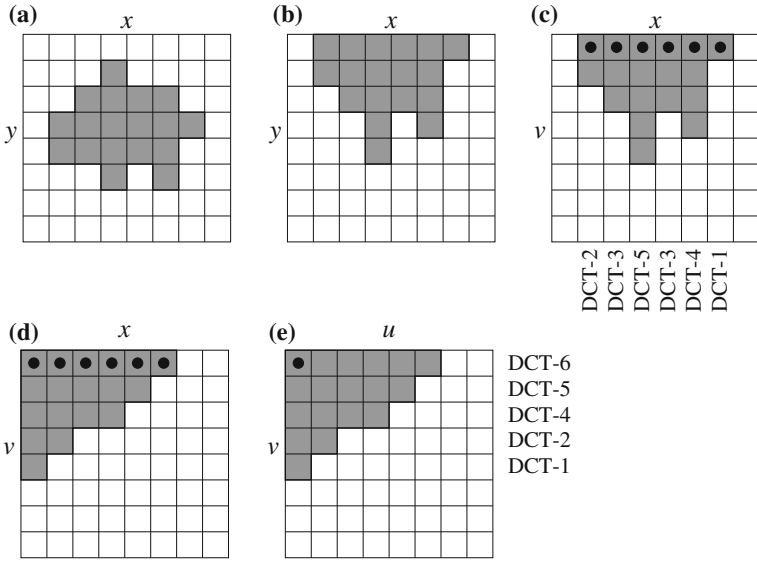 (a)
x
y
(b)
x
y
(c)
x
v
DCT-2
DCT-3
DCT-5
DCT-3
DCT-4
DCT-1
(d)
x
v
(e)
u
v
DCT-6
DCT-5
DCT-4
DCT-2
DCT-1